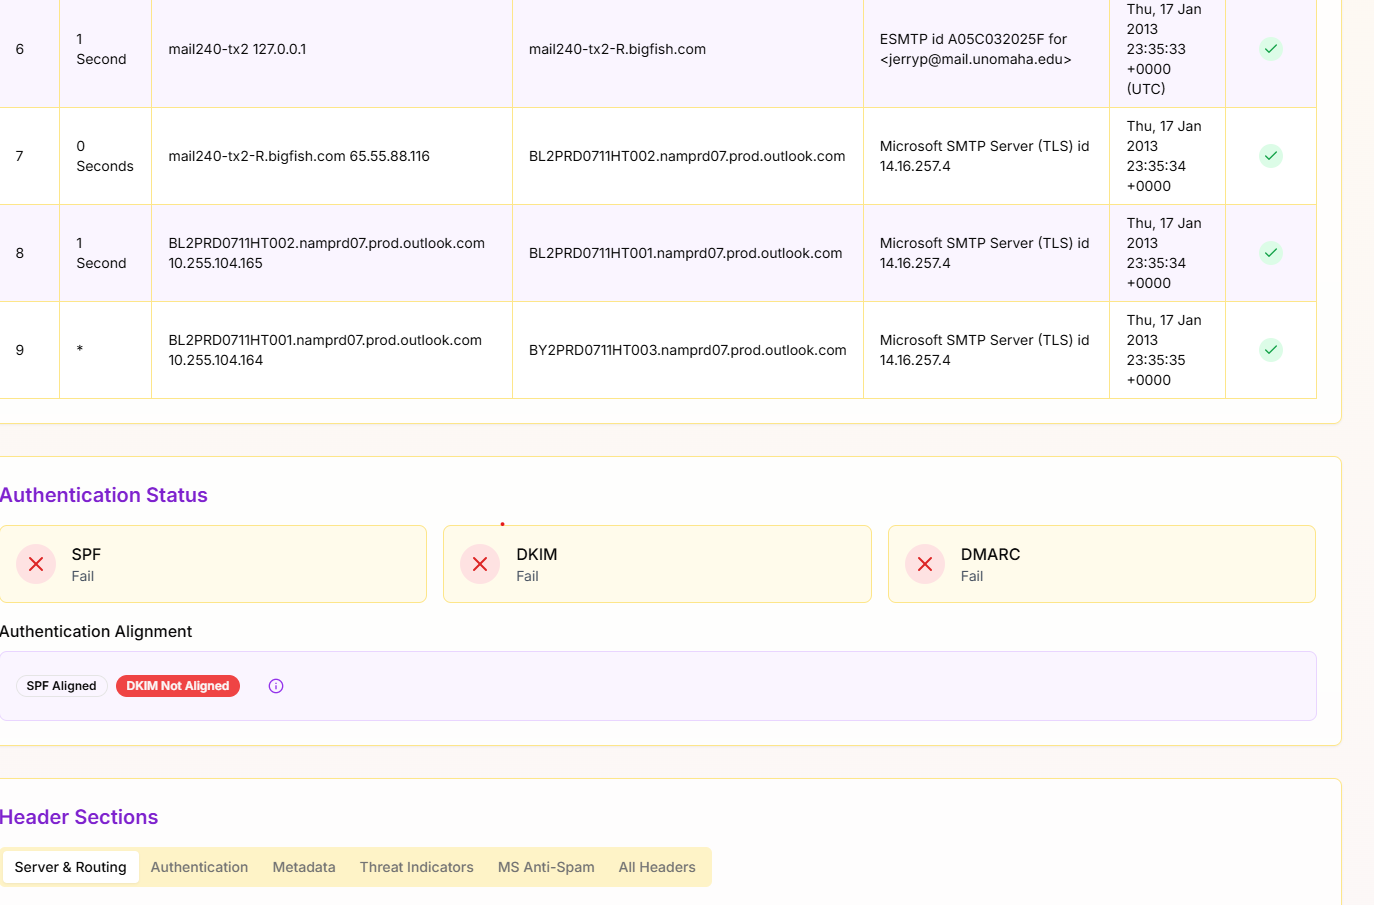 6
1
Second
mail240-tx2 127.0.0.1
mail240-tx2-R.bigfish.com
ESMTP id A05C032025F for
<jerryp@mail.unomaha.edu>
Thu, 17 Jan
2013
23:35:33
+0000
(UTC)
7
0
Seconds
mail240-tx2-R.bigfish.com 65.55.88.116
BL2PRD0711HT002.namprd07.prod.outlook.com
Microsoft SMTP Server (TLS) id
14.16.257.4
Thu, 17 Jan
2013
23:35:34
+0000
8
1
Second
BL2PRD0711HT002.namprd07.prod.outlook.com
10.255.104.165
BL2PRD0711HT001.namprd07.prod.outlook.com
Microsoft SMTP Server (TLS) id
14.16.257.4
Thu, 17 Jan
2013
23:35:34
+0000
9
*
BL2PRD0711HT001.namprd07.prod.outlook.com
10.255.104.164
BY2PRD0711HT003.namprd07.prod.outlook.com
Microsoft SMTP Server (TLS) id
14.16.257.4
Thu, 17 Jan
2013
23:35:35
+0000
Authentication Status
SPF
Fail
DKIM
Fail
DMARC
Fail
Authentication Alignment
SPF Aligned
DKIM Not Aligned
Header Sections
Server & Routing
Authentication
Metadata
Threat Indicators
MS Anti-Spam
All Headers